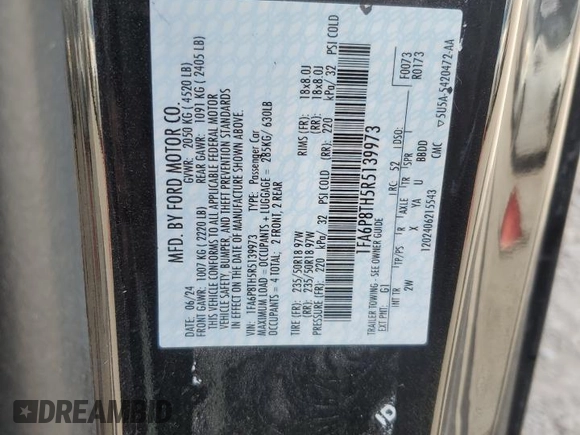 MFD. BY FORD MOTOR CO.
DATE: 06/24 GVWR: 2050 KG ( 4520 LB)
FRONT GAWR: 1007 KG ( 2220 LB) REAR GAWR: 1091 KG ( 2405 LB)
THIS VEHICLE CONFORMS TO ALL APPLICABLE FEDERAL MOTOR
VEHICLE SAFETY, BUMPER, AND THEFT PREVENTION STANDARDS
IN EFFECT ON THE DATE OF MANUFACTURE SHOWN ABOVE.
VIN: 1FA6P8TH5R5139973 TYPE: Passenger Car
MAXIMUM LOAD = OCCUPANTS + LUGGAGE = 285KG/ 630LB
OCCUPANTS = 4 TOTAL; 2 FRONT, 2 REAR
TIRE (FR): 235/50R18 97W RIMS (FR): 18x8.0J
(RR): 235/50R18 97W (RR): 18x8.0J
PRESSURE (FR): 220 kPa/ 32 PSI COLD (RR): 220 kPa/ 32 PSI COLD
1FA6P8TH5R5139973
TRAILER TOWING - SEE OWNER GUIDE
EXT PNT: G1 RC: 52 DSO: F0073
R0173
INT TR TP/PS R AXLE TR SPR
2W X YA U BBDD
1202406215543 CMC ▽5U5A-5420472-AA
DREAMBID